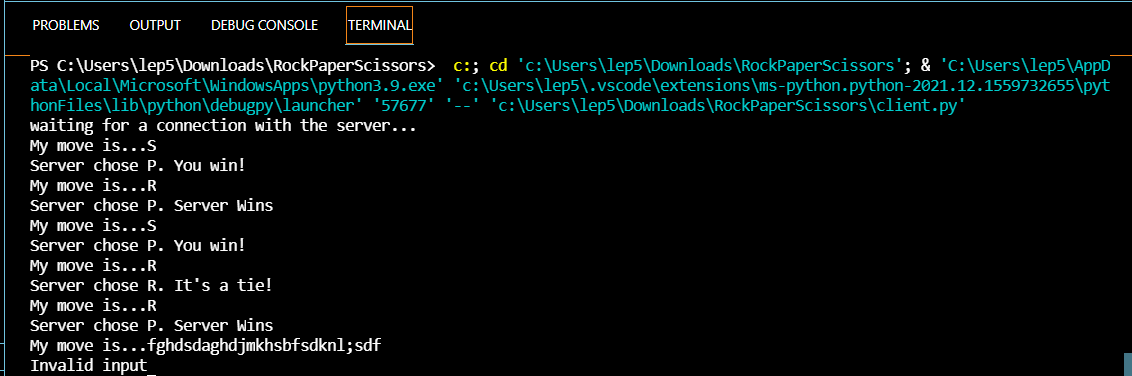 PROBLEMS OUTPUT DEBUG CONSOLE TERMINAL
PS C:\Users\lep5\Downloads\RockPaperScissors>  c:; cd 'c:\Users\lep5\Downloads\RockPaperScissors'; & 'C:\Users\lep5\AppD
ata\Local\Microsoft\WindowsApps\python3.9.exe' 'c:\Users\lep5\.vscode\extensions\ms-python.python-2021.12.1559732655\pyt
honFiles\lib\python\debugpy\launcher' '57677' '--' 'c:\Users\lep5\Downloads\RockPaperScissors\client.py'
waiting for a connection with the server...
My move is...S
Server chose P. You win!
My move is...R
Server chose P. Server Wins
My move is...S
Server chose P. You win!
My move is...R
Server chose R. It's a tie!
My move is...R
Server chose P. Server Wins
My move is...fghdsdaghdjmkhsbfsdknl;sdf
Invalid input